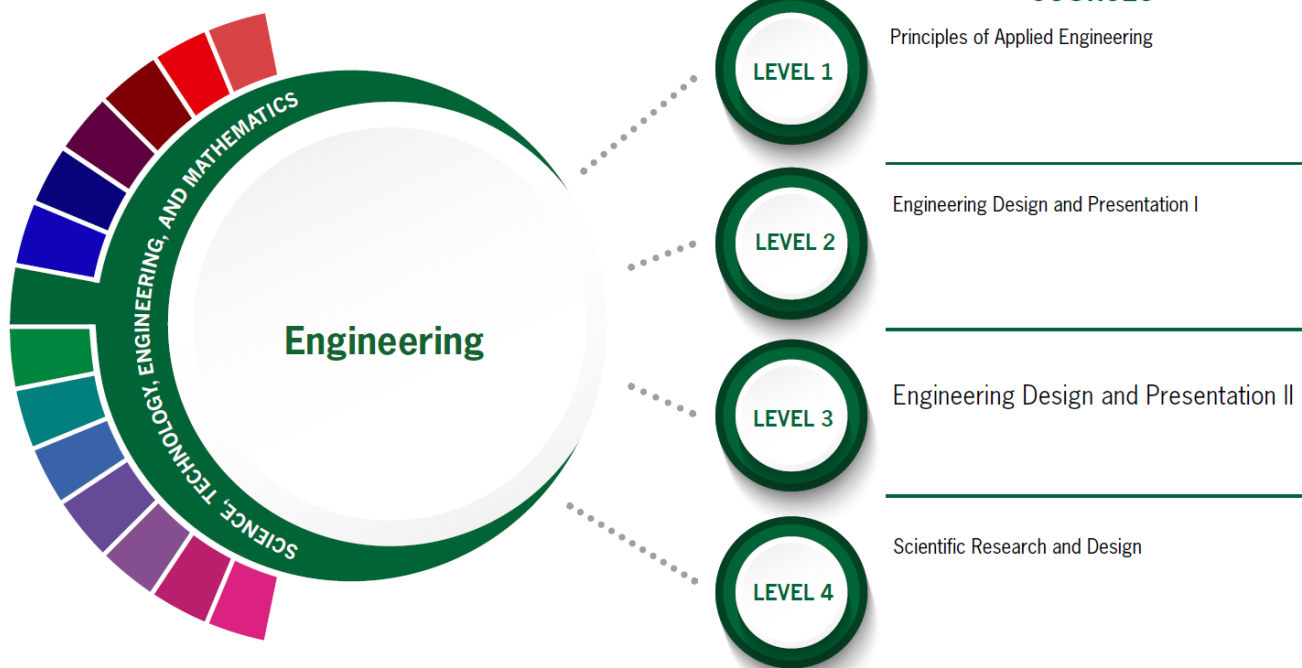 SCIENCE, TECHNOLOGY, ENGINEERING, AND MATHEMATICS
Engineering
LEVEL 1
Principles of Applied Engineering
LEVEL 2
Engineering Design and Presentation I
LEVEL 3
Engineering Design and Presentation II
LEVEL 4
Scientific Research and Design